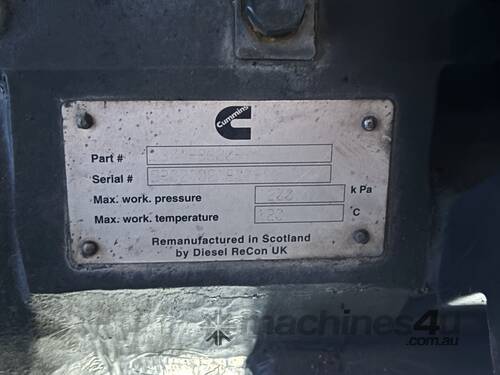 Cummins
Part #
Serial #
Max. work. pressure k Pa
Max. work. temperature °C
Remanufactured in Scotland
by Diesel ReCon UK
machines4u
.com.au